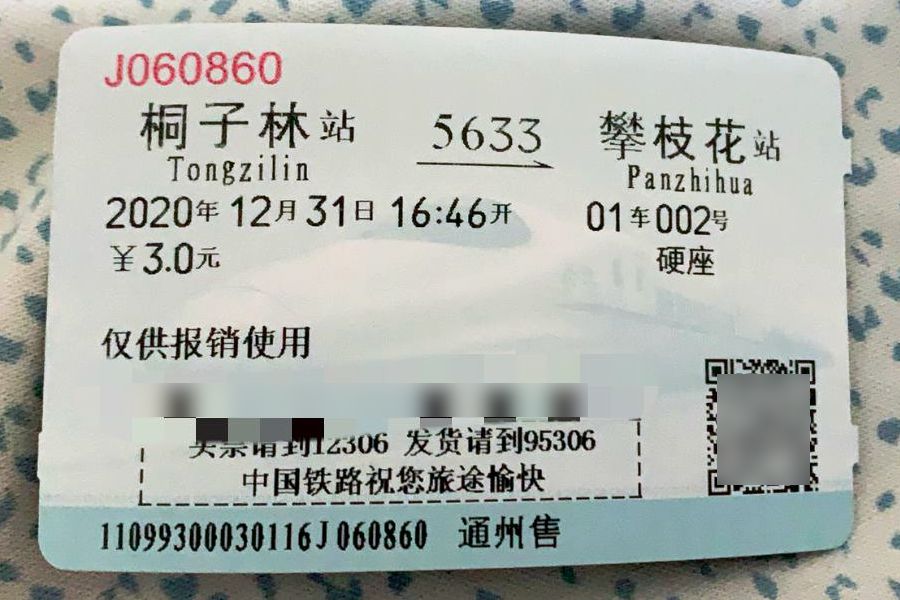 J060860
桐子林站 5633 攀枝花站
Tongzilin Panzhihua
2020年12月31日 16:46开 01车002号
￥3.0元 硬座
仅供报销使用
买票请到12306 发货请到95306
中国铁路祝您旅途愉快
11099300030116J060860 通州售